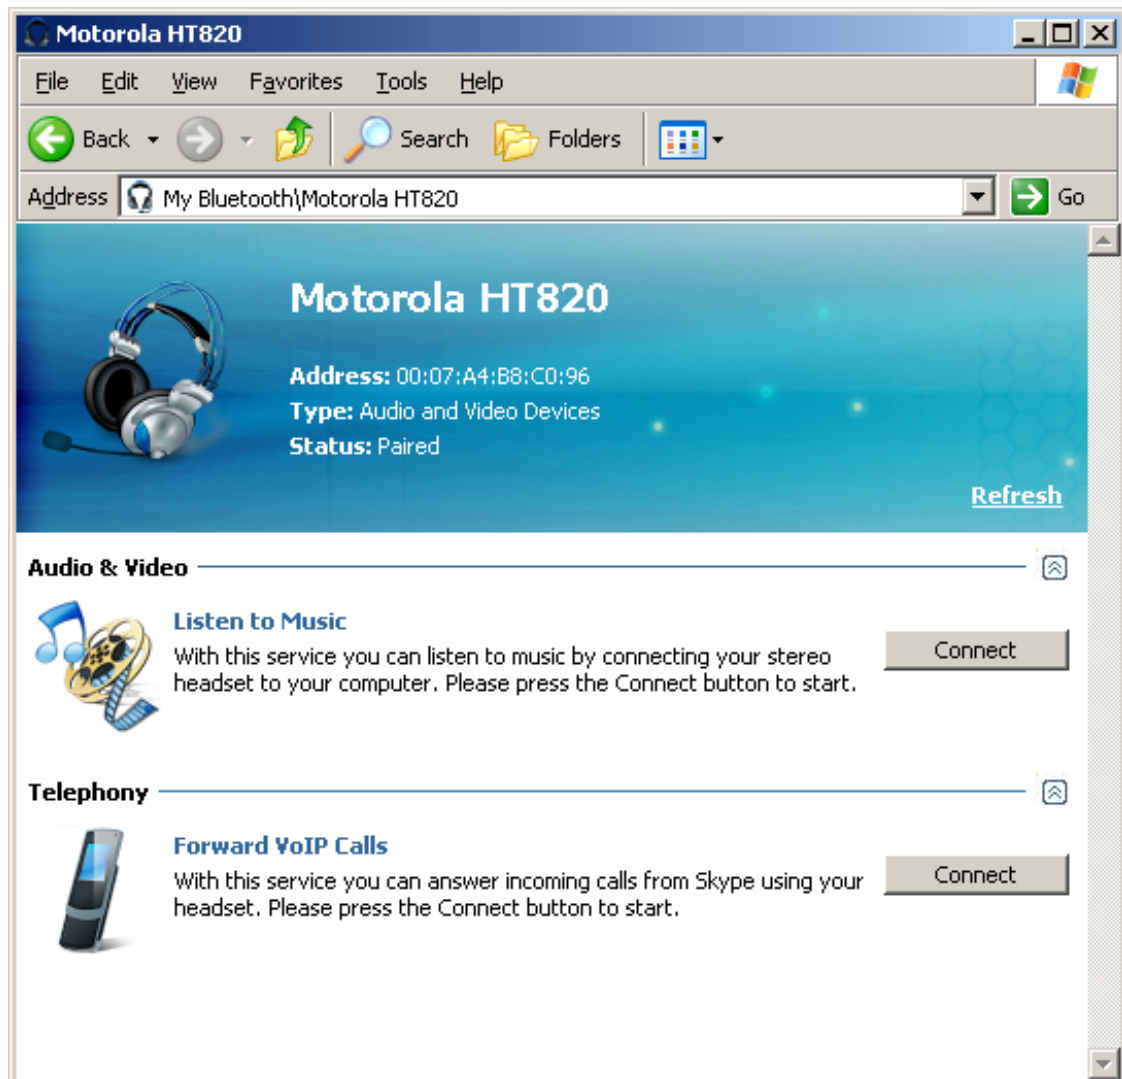 Motorola HT820
File Edit View Favorites Tools Help
Back Search Folders
Address My Bluetooth\Motorola HT820 Go
Motorola HT820
Address: 00:07:A4:B8:C0:96
Type: Audio and Video Devices
Status: Paired
Refresh
Audio & Video
Listen to Music
With this service you can listen to music by connecting your stereo
headset to your computer. Please press the Connect button to start.
Connect
Telephony
Forward VoIP Calls
With this service you can answer incoming calls from Skype using your
headset. Please press the Connect button to start.
Connect